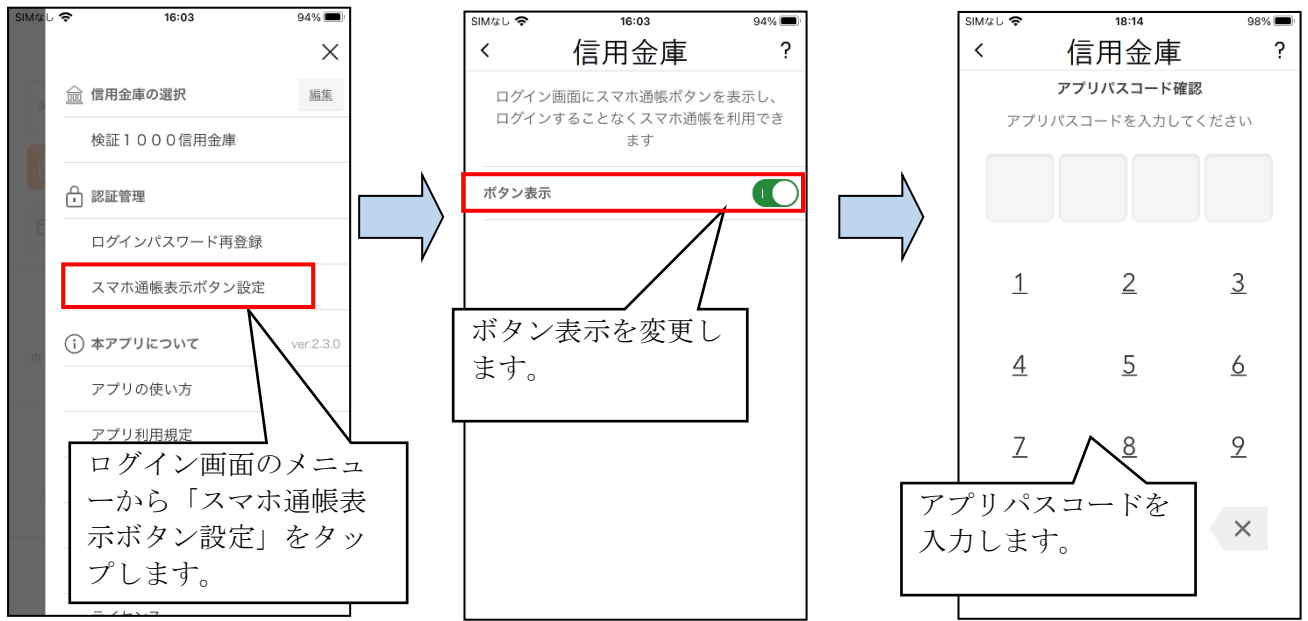 SIMなし 16:03 94%
信用金庫の選択 編集
検証１０００信用金庫
認証管理
ログインパスワード再登録
スマホ通帳表示ボタン設定
本アプリについて ver.2.3.0
アプリの使い方
アプリ利用規定
ログイン画面のメニュ
ーから「スマホ通帳表
示ボタン設定」をタッ
プします。
ライセンス
SIMなし 16:03 94%
信用金庫 ?
ログイン画面にスマホ通帳ボタンを表示し、
ログインすることなくスマホ通帳を利用でき
ます
ボタン表示
ボタン表示を変更し
ます。
SIMなし 18:14 98%
信用金庫 ?
アプリパスコード確認
アプリパスコードを入力してください
1 2 3
4 5 6
7 8 9
アプリパスコードを
入力します。